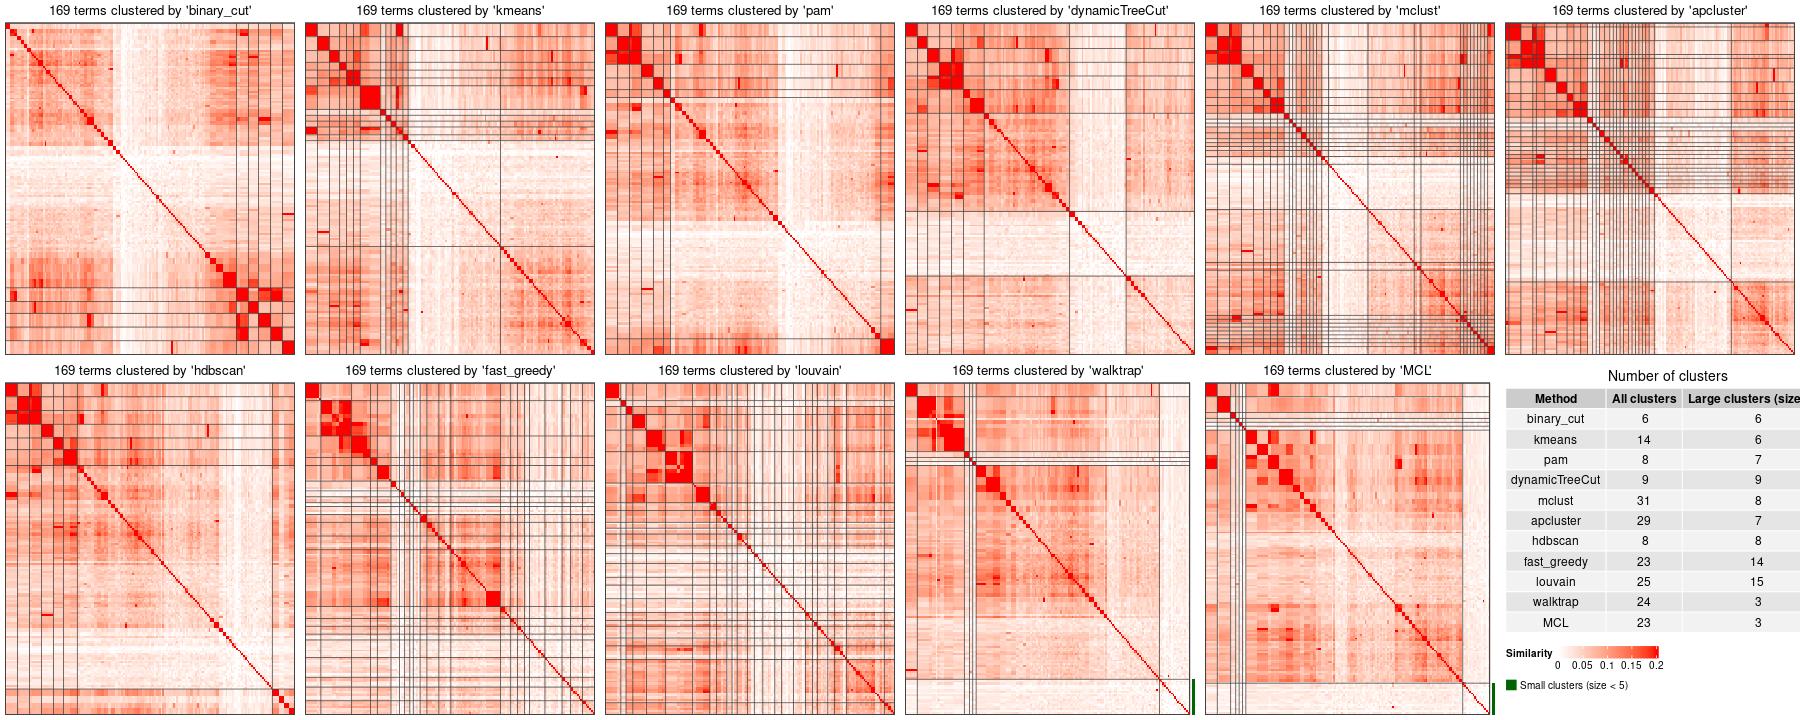 169 terms clustered by 'binary_cut'
169 terms clustered by 'kmeans'
169 terms clustered by 'pam'
169 terms clustered by 'dynamicTreeCut'
169 terms clustered by 'mclust'
169 terms clustered by 'apcluster'
169 terms clustered by 'hdbscan'
169 terms clustered by 'fast_greedy'
169 terms clustered by 'louvain'
169 terms clustered by 'walktrap'
169 terms clustered by 'MCL'
Number of clusters
Method All clusters Large clusters (size
binary_cut 6 6
kmeans 14 6
pam 8 7
dynamicTreeCut 9 9
mclust 31 8
apcluster 29 7
hdbscan 8 8
fast_greedy 23 14
louvain 25 15
walktrap 24 3
MCL 23 3
Similarity
0 0.05 0.1 0.15 0.2
Small clusters (size < 5)